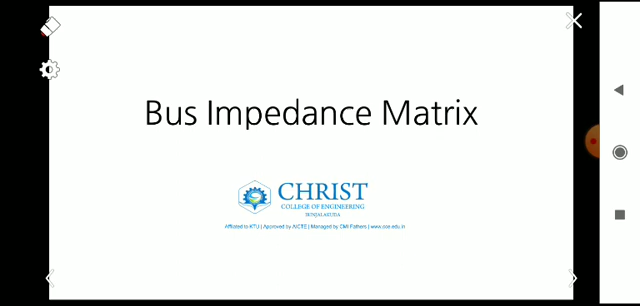 Bus Impedance Matrix
CHRIST
COLLEGE OF ENGINEERING
IRINJALAKUDA
Affiliated to KTU | Approved by AICTE | Managed by CMI Fathers | www.cce.edu.in